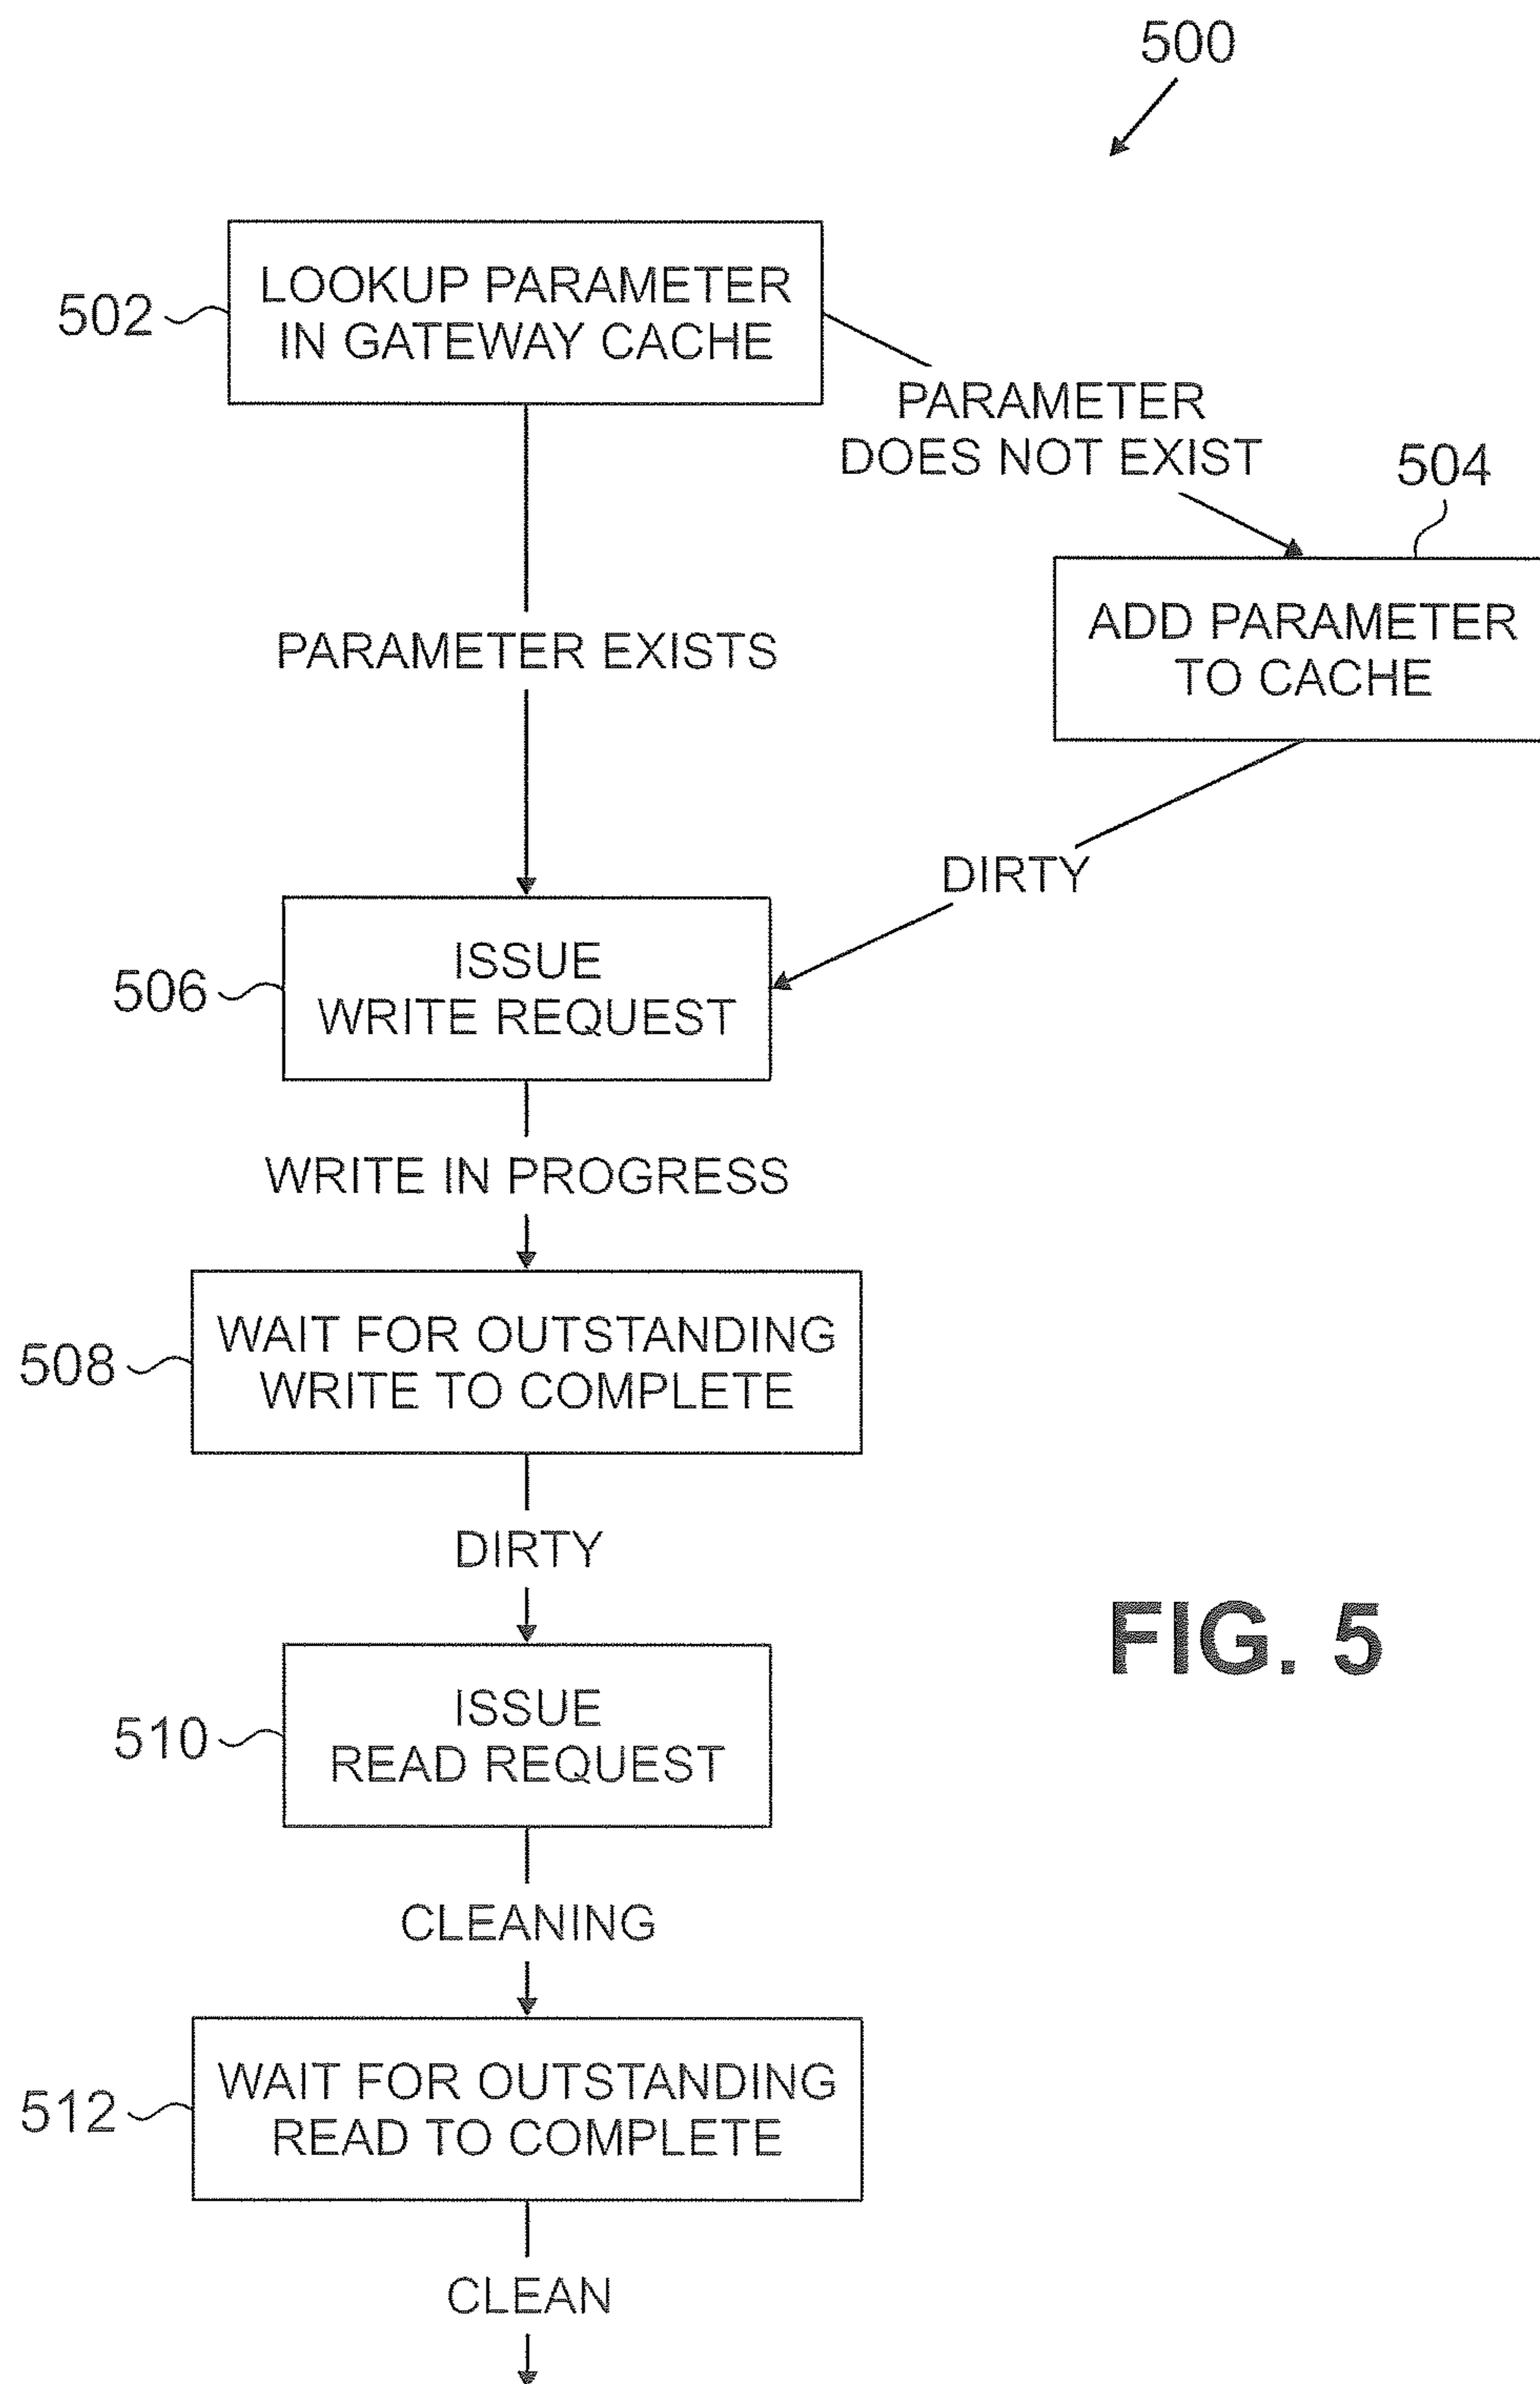 500
502
LOOKUP PARAMETER
IN GATEWAY CACHE
PARAMETER
DOES NOT EXIST
504
ADD PARAMETER
TO CACHE
PARAMETER EXISTS
DIRTY
506
ISSUE
WRITE REQUEST
WRITE IN PROGRESS
508
WAIT FOR OUTSTANDING
WRITE TO COMPLETE
DIRTY
510
ISSUE
READ REQUEST
FIG. 5
CLEANING
512
WAIT FOR OUTSTANDING
READ TO COMPLETE
CLEAN